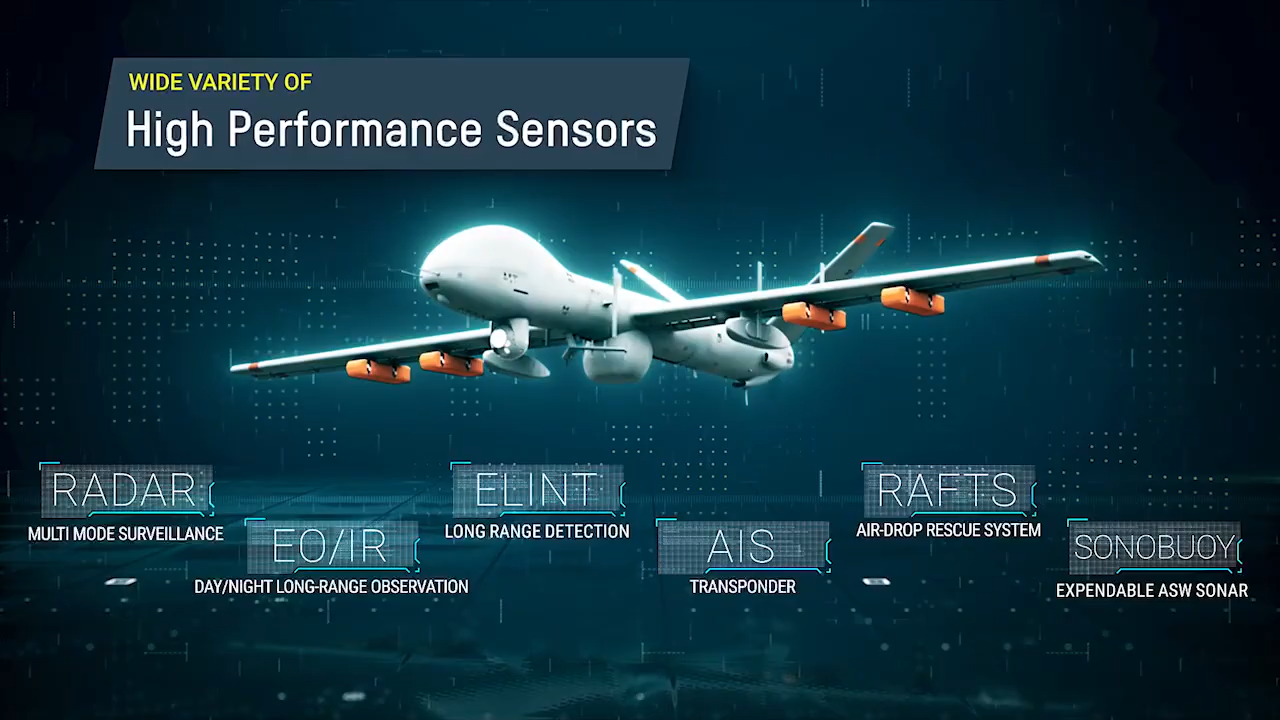 WIDE VARIETY OF
High Performance Sensors
RADAR
MULTI MODE SURVEILLANCE
EO/IR
DAY/NIGHT LONG-RANGE OBSERVATION
ELINT
LONG RANGE DETECTION
AIS
TRANSPONDER
RAFTS
AIR-DROP RESCUE SYSTEM
SONOBUOY
EXPENDABLE ASW SONAR